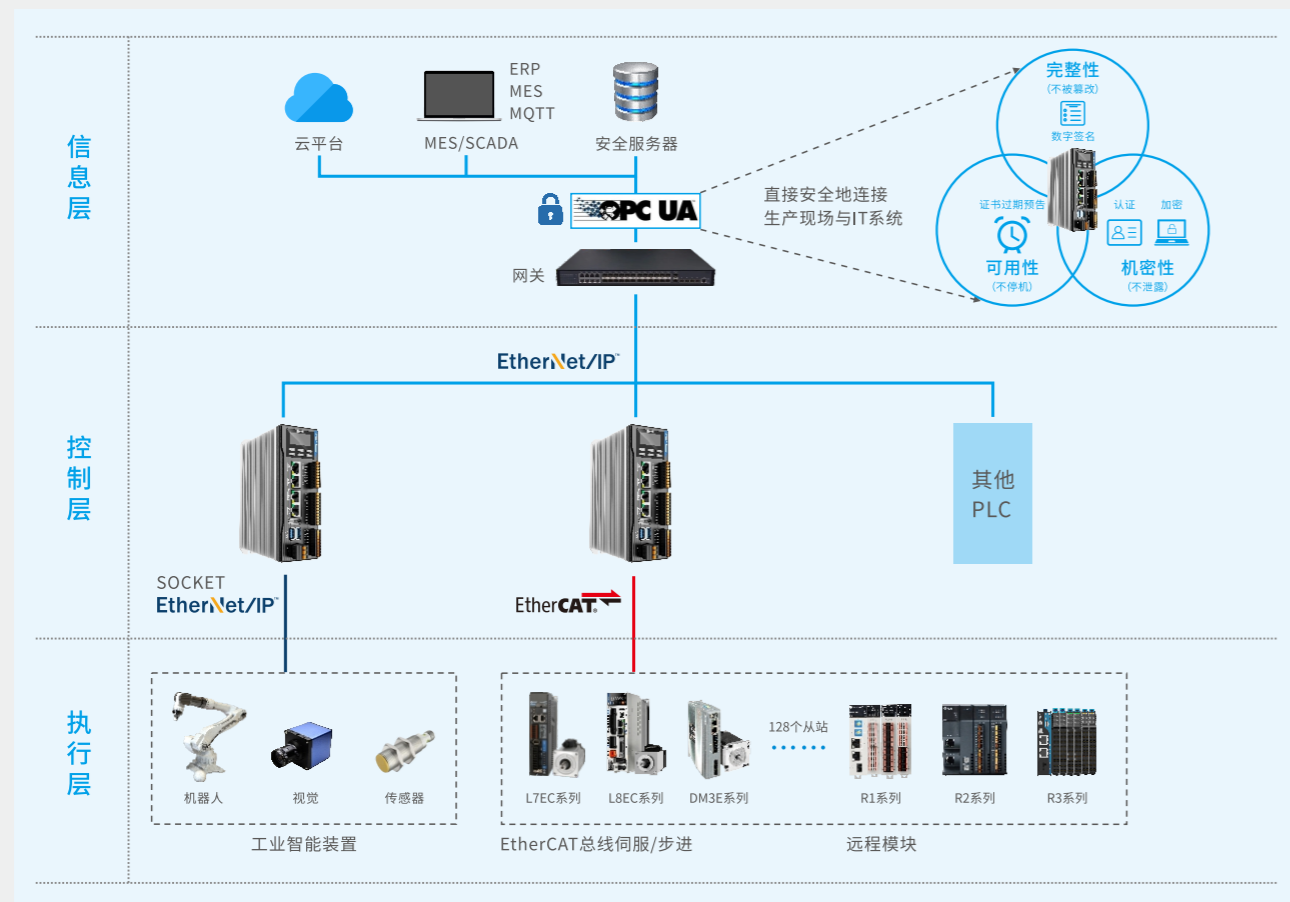 信息层
云平台
ERP
MES
MQTT
MES/SCADA
安全服务器
OPC UA
网关
直接安全地连接
生产现场与IT系统
完整性
(不被篡改)
数字签名
证书过期预告
可用性
(不停机)
认证
加密
机密性
(不泄露)
控制层
EtherNet/IP™
其他
PLC
SOCKET
EtherNet/IP™
EtherCAT®
执行层
机器人
视觉
传感器
工业智能装置
L7EC系列
L8EC系列
DM3E系列
128个从站
······
R1系列
R2系列
R3系列
EtherCAT总线伺服/步进
远程模块